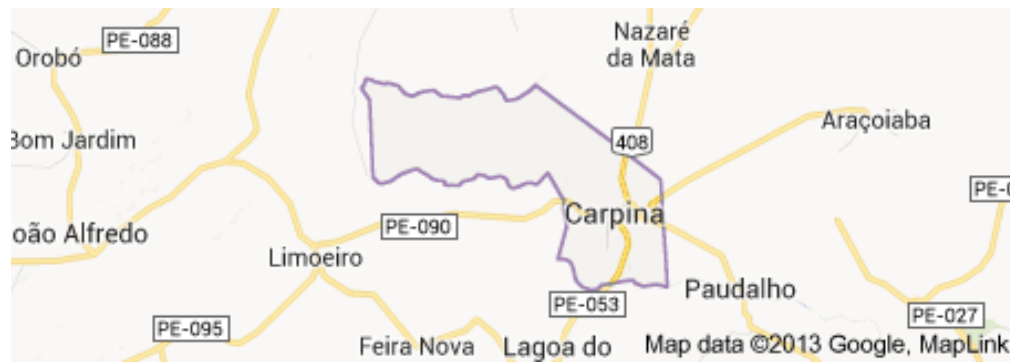 PE-088
Orobó
Nazaré
da Mata
Araçoiaba
408
Bom Jardim
PE-0
Carpina
PE-090
oão Alfredo
Limoeiro
Paudalho
PE-053
PE-027
PE-095
Feira Nova
Lagoa do
Map data ©2013 Google, MapLink